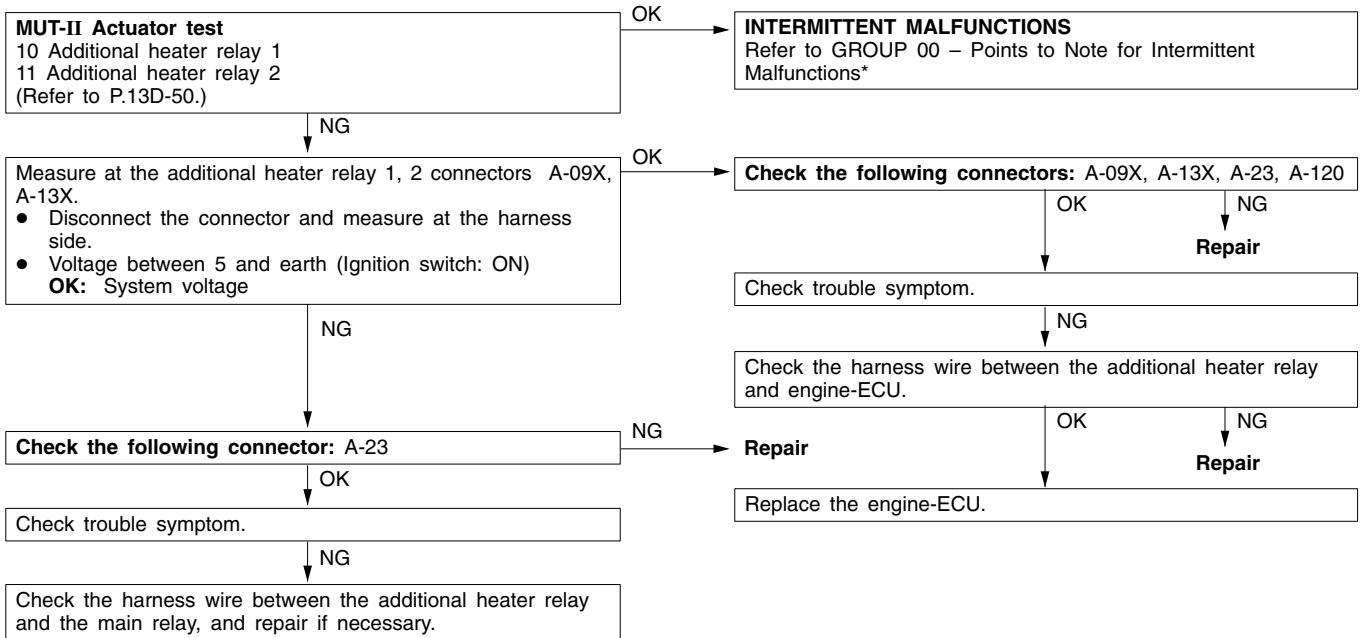 MUT-II Actuator test
10 Additional heater relay 1
11 Additional heater relay 2
(Refer to P.13D-50.)
OK
INTERMITTENT MALFUNCTIONS
Refer to GROUP 00 – Points to Note for Intermittent
Malfunctions*
NG
Measure at the additional heater relay 1, 2 connectors A-09X,
A-13X.
● Disconnect the connector and measure at the harness
side.
● Voltage between 5 and earth (Ignition switch: ON)
OK: System voltage
OK
Check the following connectors: A-09X, A-13X, A-23, A-120
OK
NG
Repair
Check trouble symptom.
NG
Check the harness wire between the additional heater relay
and engine-ECU.
OK
NG
Repair
Replace the engine-ECU.
NG
Check the following connector: A-23
NG
Repair
OK
Check trouble symptom.
NG
Check the harness wire between the additional heater relay
and the main relay, and repair if necessary.